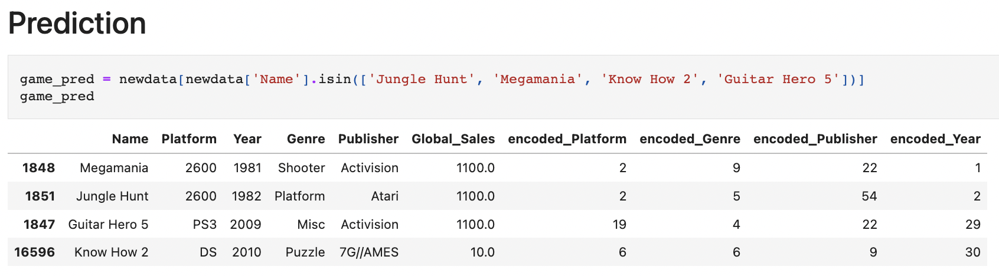 Prediction
game_pred = newdata[newdata['Name'].isin(['Jungle Hunt', 'Megamania', 'Know How 2', 'Guitar Hero 5'])]
game_pred
Name Platform Year Genre Publisher Global_Sales encoded_Platform encoded_Genre encoded_Publisher encoded_Year
1848 Megamania 2600 1981 Shooter Activision 1100.0 2 9 22 1
1851 Jungle Hunt 2600 1982 Platform Atari 1100.0 2 5 54 2
1847 Guitar Hero 5 PS3 2009 Misc Activision 1100.0 19 4 22 29
16596 Know How 2 DS 2010 Puzzle 7G//AMES 10.0 6 6 9 30